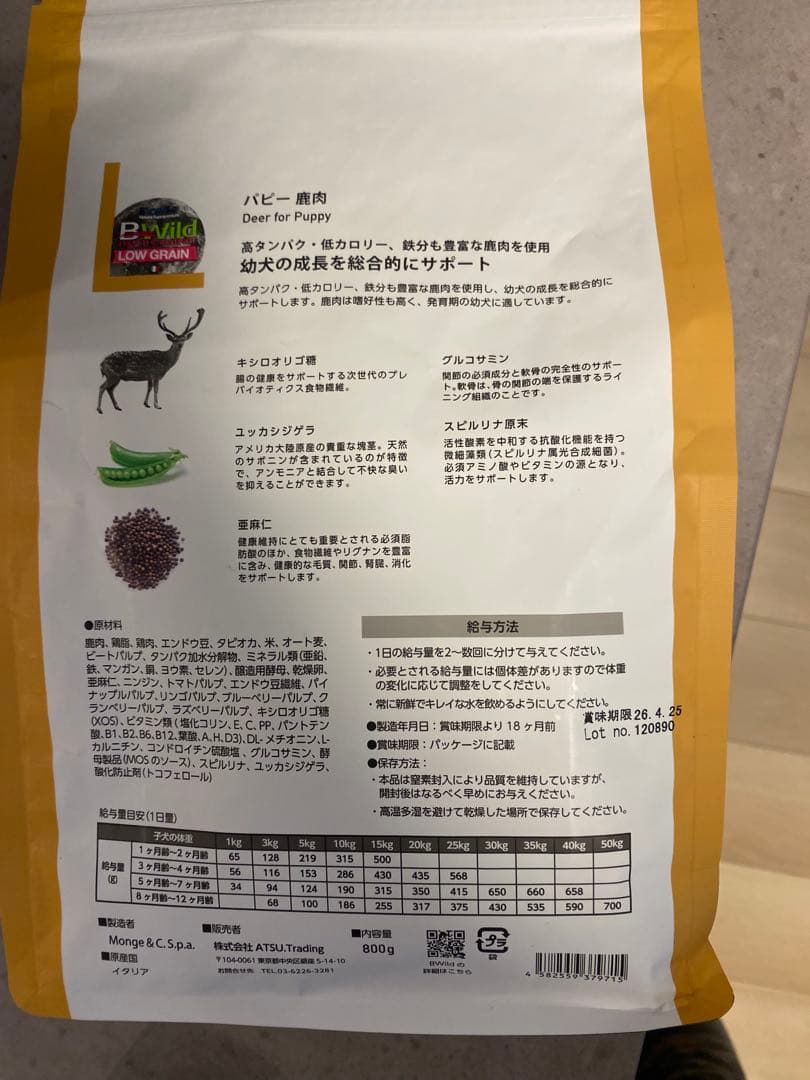 BWild
LOW GRAIN
パピー 鹿肉
Deer for Puppy
高タンパク・低カロリー、鉄分も豊富な鹿肉を使用
幼犬の成長を総合的にサポート
高タンパク・低カロリー、鉄分も豊富な鹿肉を使用し、幼犬の成長を総合的に
サポートします。鹿肉は嗜好性も高く、発育期の幼犬に適しています。
キシロオリゴ糖
腸の健康をサポートする次世代のプレ
バイオティクス食物繊維。
ユッカシジゲラ
アメリカ大陸原産の貴重な塊茎。天然
のサポニンが含まれているのが特徴
で、アンモニアと結合して不快な臭い
を抑えることができます。
亜麻仁
健康維持にとても重要とされる必須脂
肪酸のほか、食物繊維やリグナンを豊富
に含み、健康的な毛質、関節、腎臓、消化
をサポートします。
グルコサミン
関節の必須成分と軟骨の完全性のサポー
ト。軟骨は、骨の関節の端を保護するライ
ニング組織のことです。
スピルリナ原末
活性酸素を中和する抗酸化機能を持つ
微細藻類(スピルリナ属光合成細菌)。
必須アミノ酸やビタミンの源となり、
活力をサポートします。
●原材料
鹿肉、鶏脂、鶏肉、エンドウ豆、タピオカ、米、オート麦、
ビートパルプ、タンパク加水分解物、ミネラル類(亜鉛、
鉄、マンガン、銅、ヨウ素、セレン)、醸造用酵母、乾燥卵、
亜麻仁、ニンジン、トマトパルプ、エンドウ豆繊維、パイ
ナップルパルプ、リンゴパルプ、ブルーベリーパルプ、ク
ランベリーパルプ、ラズベリーパルプ、キシロオリゴ糖
(XOS)、ビタミン類(塩化コリン、E、C、PP、パントテン
酸、B1、B2、B6、B12、葉酸、A、H、D3)、DL-メチオニン、L-
カルニチン、コンドロイチン硫酸塩、グルコサミン、酵
母製品(MOSのソース)、スピルリナ、ユッカシジゲラ、
酸化防止剤(トコフェロール)
給与方法
・1日の給与量を2〜数回に分けて与えてください。
・必要とされる給与量には個体差がありますので体重
の変化に応じて調整をしてください。
・常に新鮮でキレイな水を飲めるようにしてください。
●製造年月日：賞味期限より18ヶ月前
●賞味期限：パッケージに記載
賞味期限26.4.25
Lot no.120890
●保存方法：
・本品は窒素封入により品質を維持していますが、
開封後はなるべく早めにお与えください。
・高温多湿を避けて乾燥した場所で保存してください。
給与量目安(1日量)
子犬の体重 1kg 3kg 5kg 10kg 15kg 20kg 25kg 30kg 35kg 40kg 50kg
給与量(g)
1ヶ月齢〜2ヶ月齢 65 128 219 315 500
3ヶ月齢〜4ヶ月齢 56 116 153 286 430 435 568
5ヶ月齢〜7ヶ月齢 34 94 124 190 315 350 415 650 660 658
8ヶ月齢〜12ヶ月齢 68 100 186 255 317 375 430 535 590 700
■製造者
Monge & C. S.p.a.
■原産国
イタリア
■販売者
株式会社 ATSU.Trading
〒104-0061 東京都中央区銀座5-14-10
お問合せ先 TEL.03-6226-3261
■内容量
800g
BWildの
詳細はこちら
プラ
袋
4 582559 379715